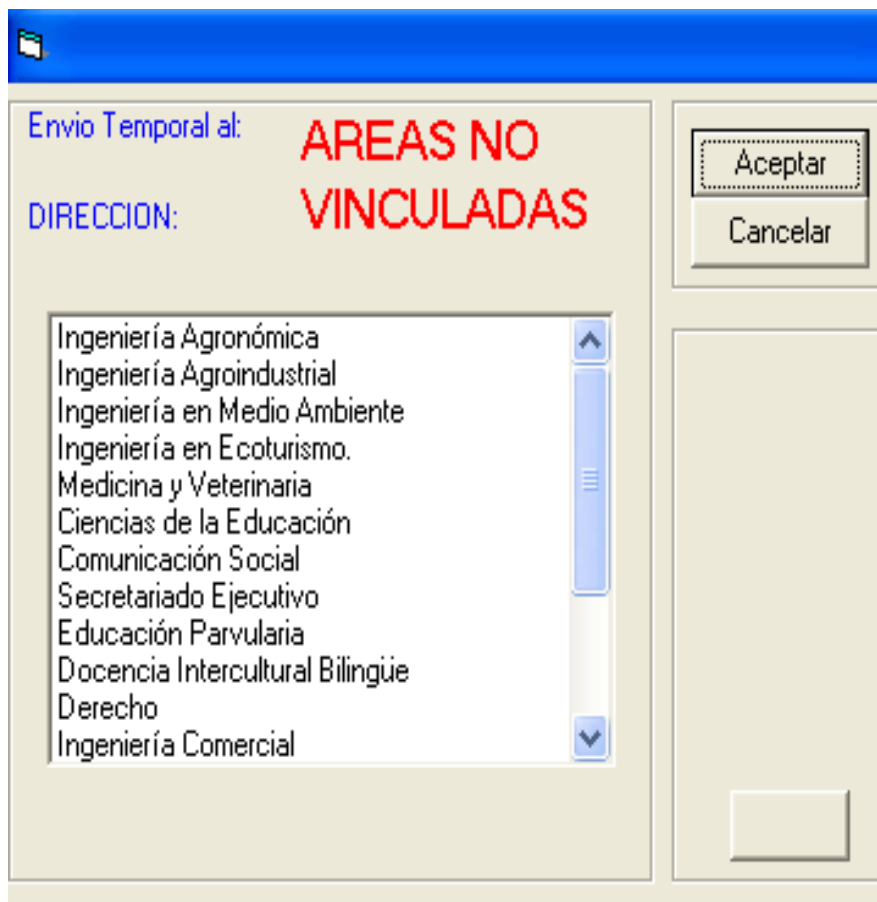 Envio Temporal al:
AREAS NO
VINCULADAS
DIRECCION:
Aceptar
Cancelar
Ingeniería Agronómica
Ingeniería Agroindustrial
Ingeniería en Medio Ambiente
Ingeniería en Ecoturismo.
Medicina y Veterinaria
Ciencias de la Educación
Comunicación Social
Secretariado Ejecutivo
Educación Parvularia
Docencia Intercultural Bilingüe
Derecho
Ingeniería Comercial